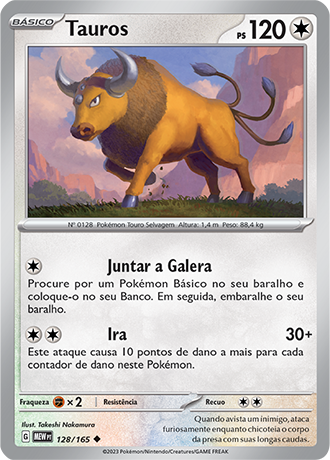 BÁSICO
Tauros
PS 120
Nº 0128 Pokémon Touro Selvagem Altura: 1,4 m Peso: 88,4 kg
Juntar a Galera
Procure por um Pokémon Básico no seu baralho e
coloque-o no seu Banco. Em seguida, embaralhe o seu
baralho.
Ira 30+
Este ataque causa 10 pontos de dano a mais para cada
contador de dano neste Pokémon.
Fraqueza ×2 Resistência Recuo
Ilust. Takeshi Nakamura
G MEW PT 128/165
Quando avista um inimigo, ataca
furiosamente enquanto chicoteia o corpo
da presa com suas longas caudas.
©2023 Pokémon/Nintendo/Creatures/GAME FREAK